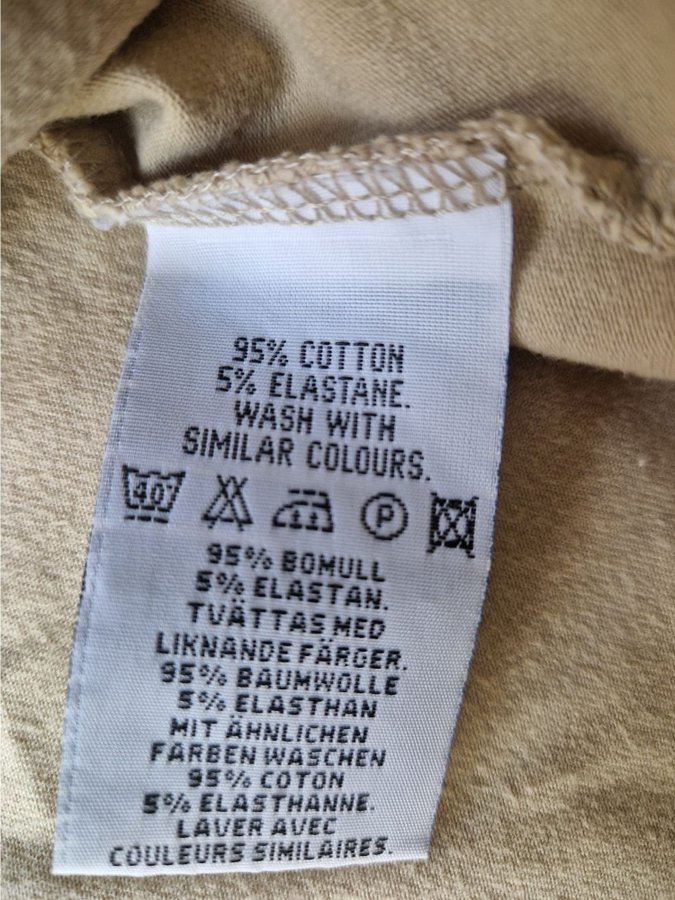 95% COTTON
5% ELASTANE.
WASH WITH
SIMILAR COLOURS.
40 P
95% BOMULL
5% ELASTAN.
TVÄTTAS MED
LIKNANDE FÄRGER.
95% BAUMWOLLE
5% ELASTHAN
MIT ÄHNLICHEN
FARBEN WASCHEN
95% COTON
5% ELASTHANNE.
LAVER AVEC
COULEURS SIMILAIRES.